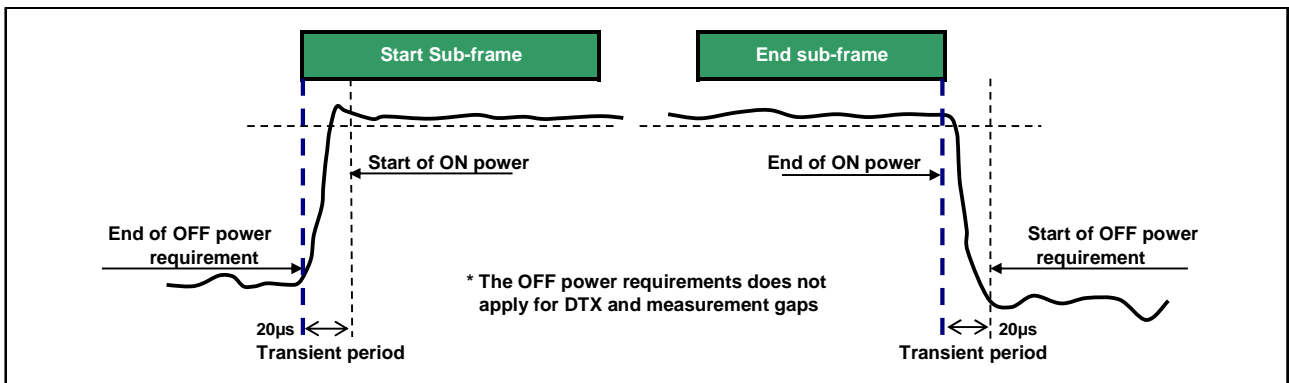 Start Sub-frame
End sub-frame
Start of ON power
End of ON power
End of OFF power
requirement
Start of OFF power
requirement
* The OFF power requirements does not
apply for DTX and measurement gaps
20µs
Transient period
20µs
Transient period